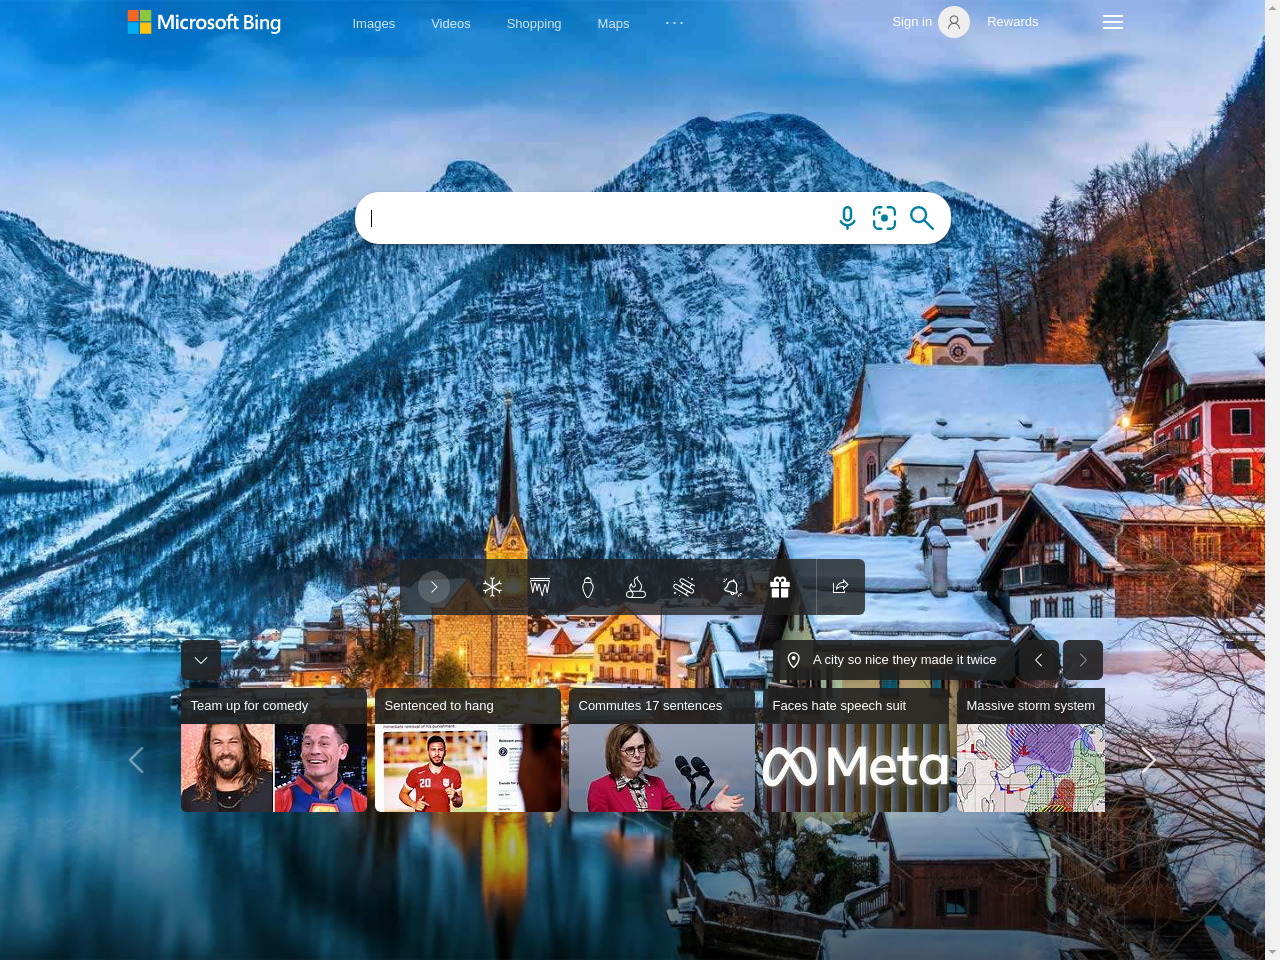 Microsoft Bing
Images
Videos
Shopping
Maps
Sign in
Rewards
A city so nice they made it twice
Team up for comedy
Sentenced to hang
Commutes 17 sentences
Faces hate speech suit
Massive storm system
20
Meta
L
L